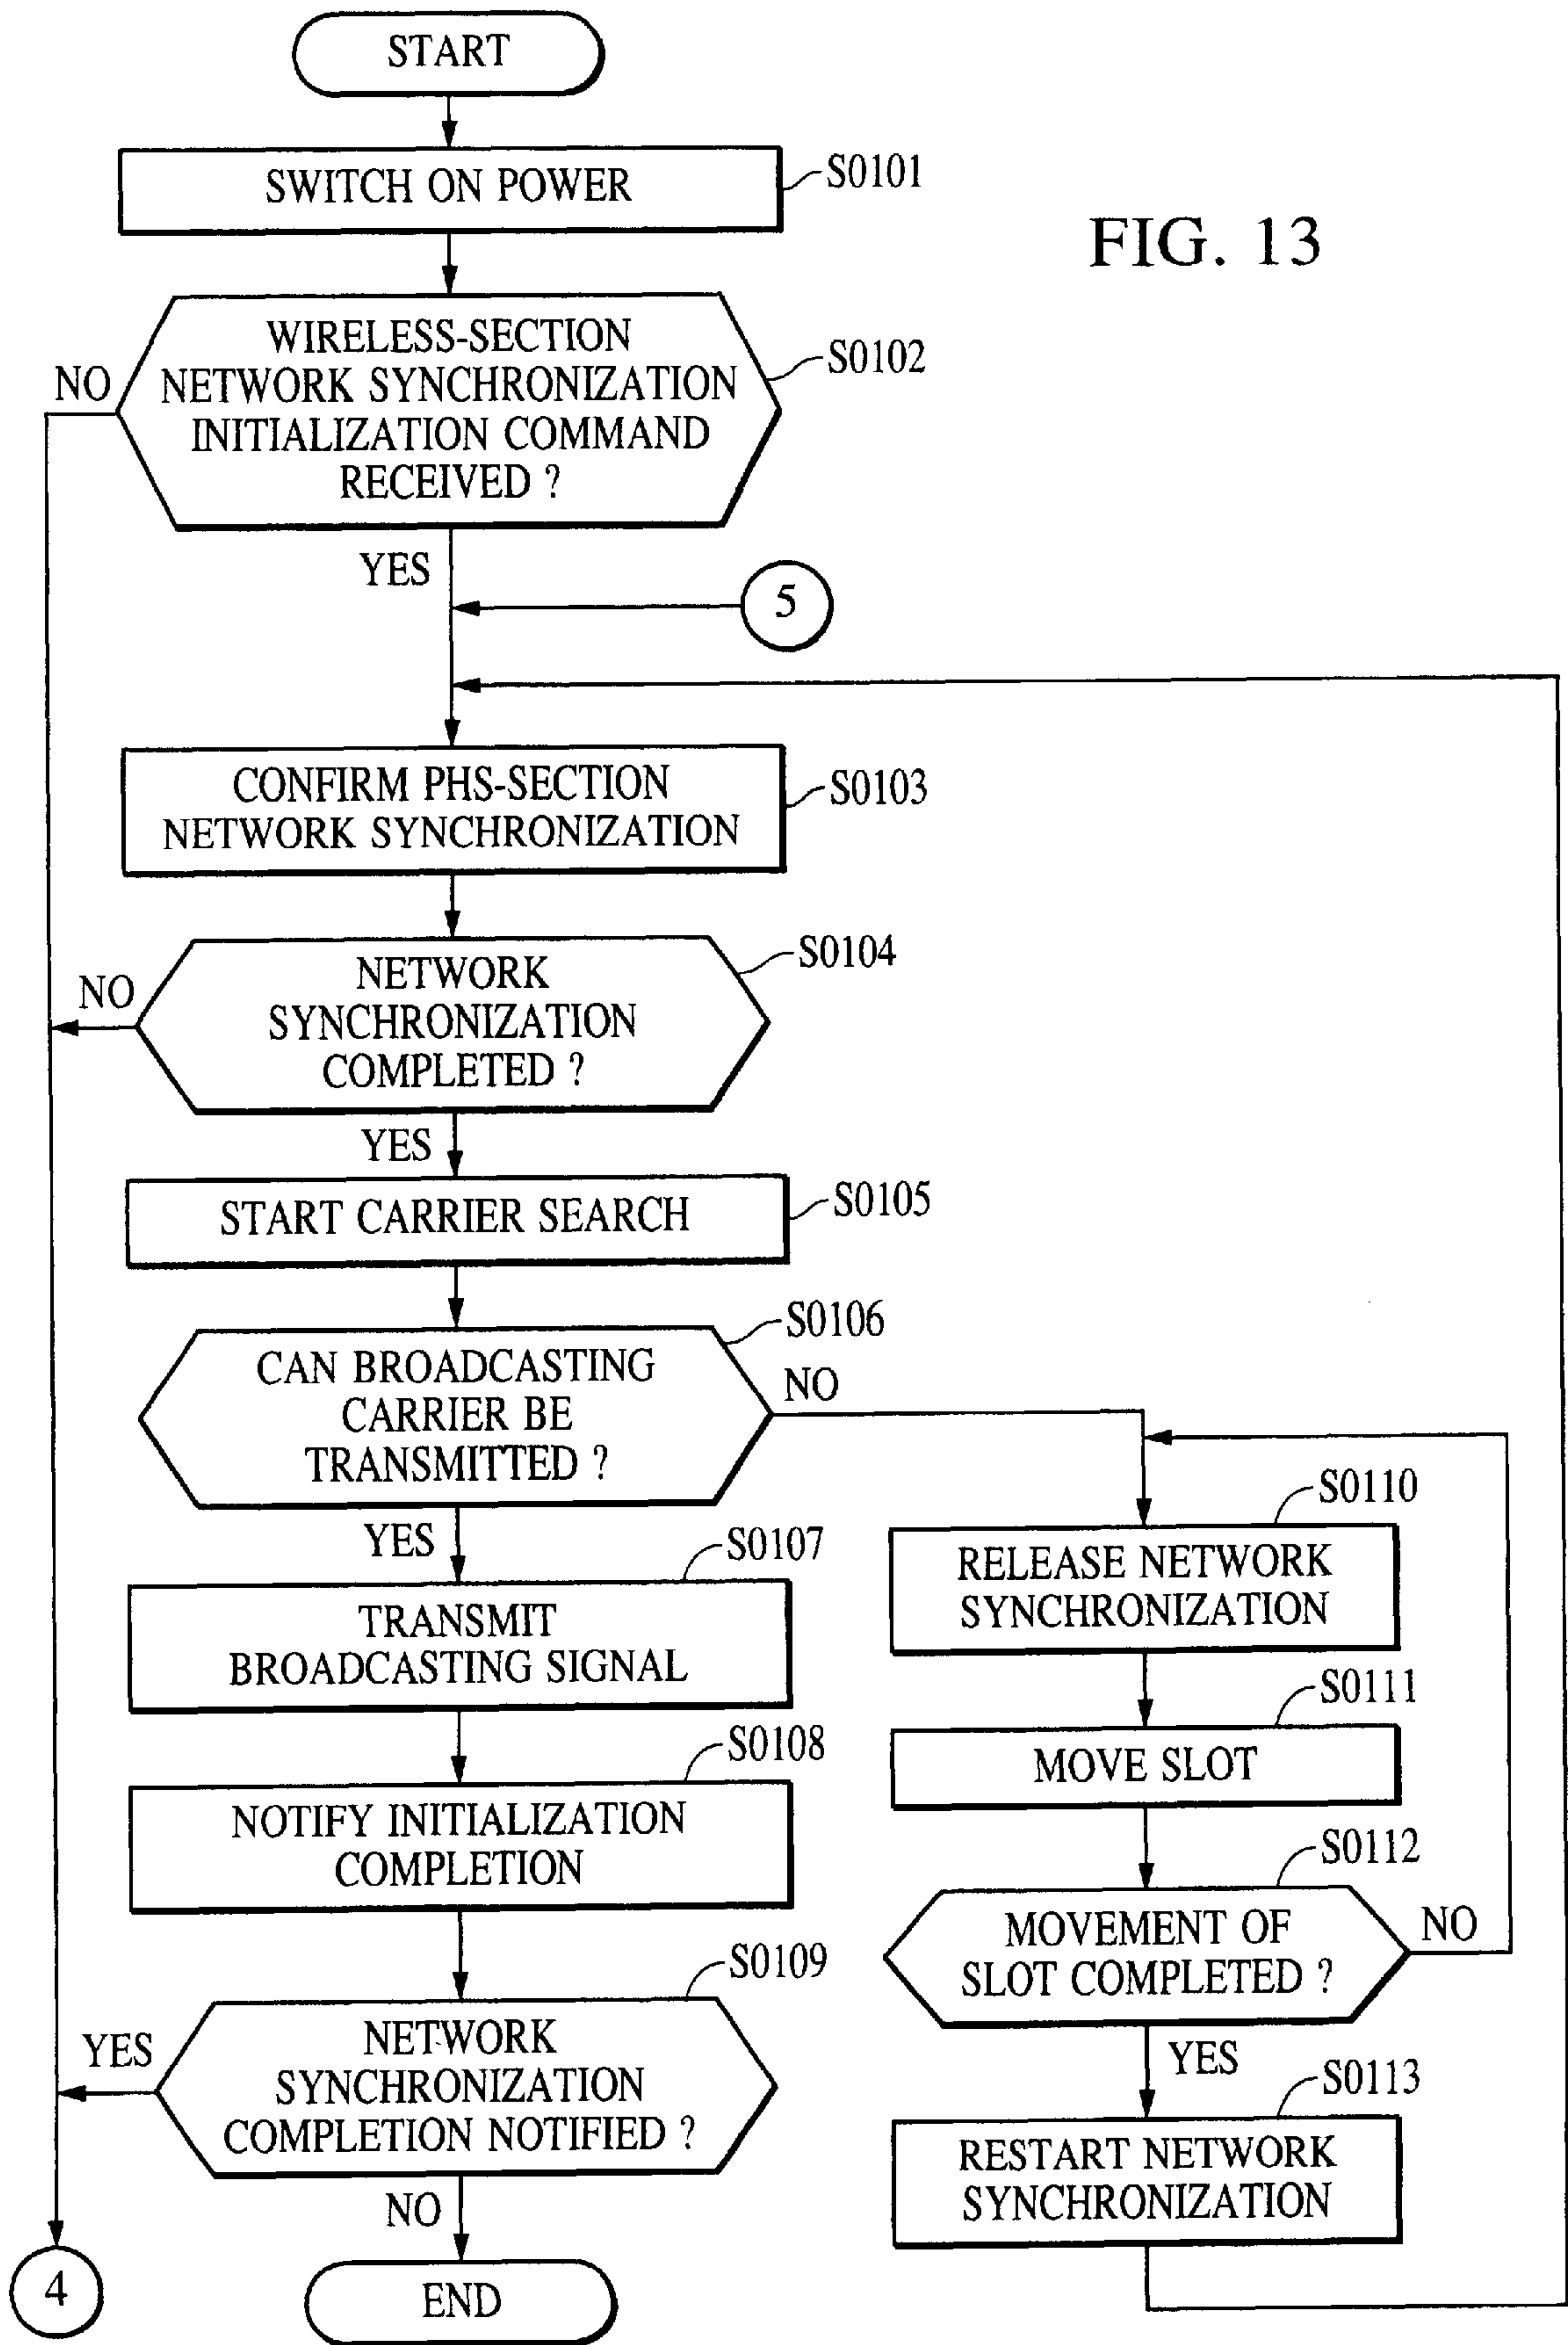 START
SWITCH ON POWER
S0101
FIG. 13
WIRELESS-SECTION
NETWORK SYNCHRONIZATION
INITIALIZATION COMMAND
RECEIVED ?
S0102
NO
YES
5
CONFIRM PHS-SECTION
NETWORK SYNCHRONIZATION
S0103
NETWORK
SYNCHRONIZATION
COMPLETED ?
S0104
NO
YES
START CARRIER SEARCH
S0105
CAN BROADCASTING
CARRIER BE
TRANSMITTED ?
S0106
NO
YES
TRANSMIT
BROADCASTING SIGNAL
S0107
NOTIFY INITIALIZATION
COMPLETION
S0108
NETWORK
SYNCHRONIZATION
COMPLETION NOTIFIED ?
S0109
YES
NO
4
END
RELEASE NETWORK
SYNCHRONIZATION
S0110
MOVE SLOT
S0111
MOVEMENT OF
SLOT COMPLETED ?
S0112
NO
YES
RESTART NETWORK
SYNCHRONIZATION
S0113